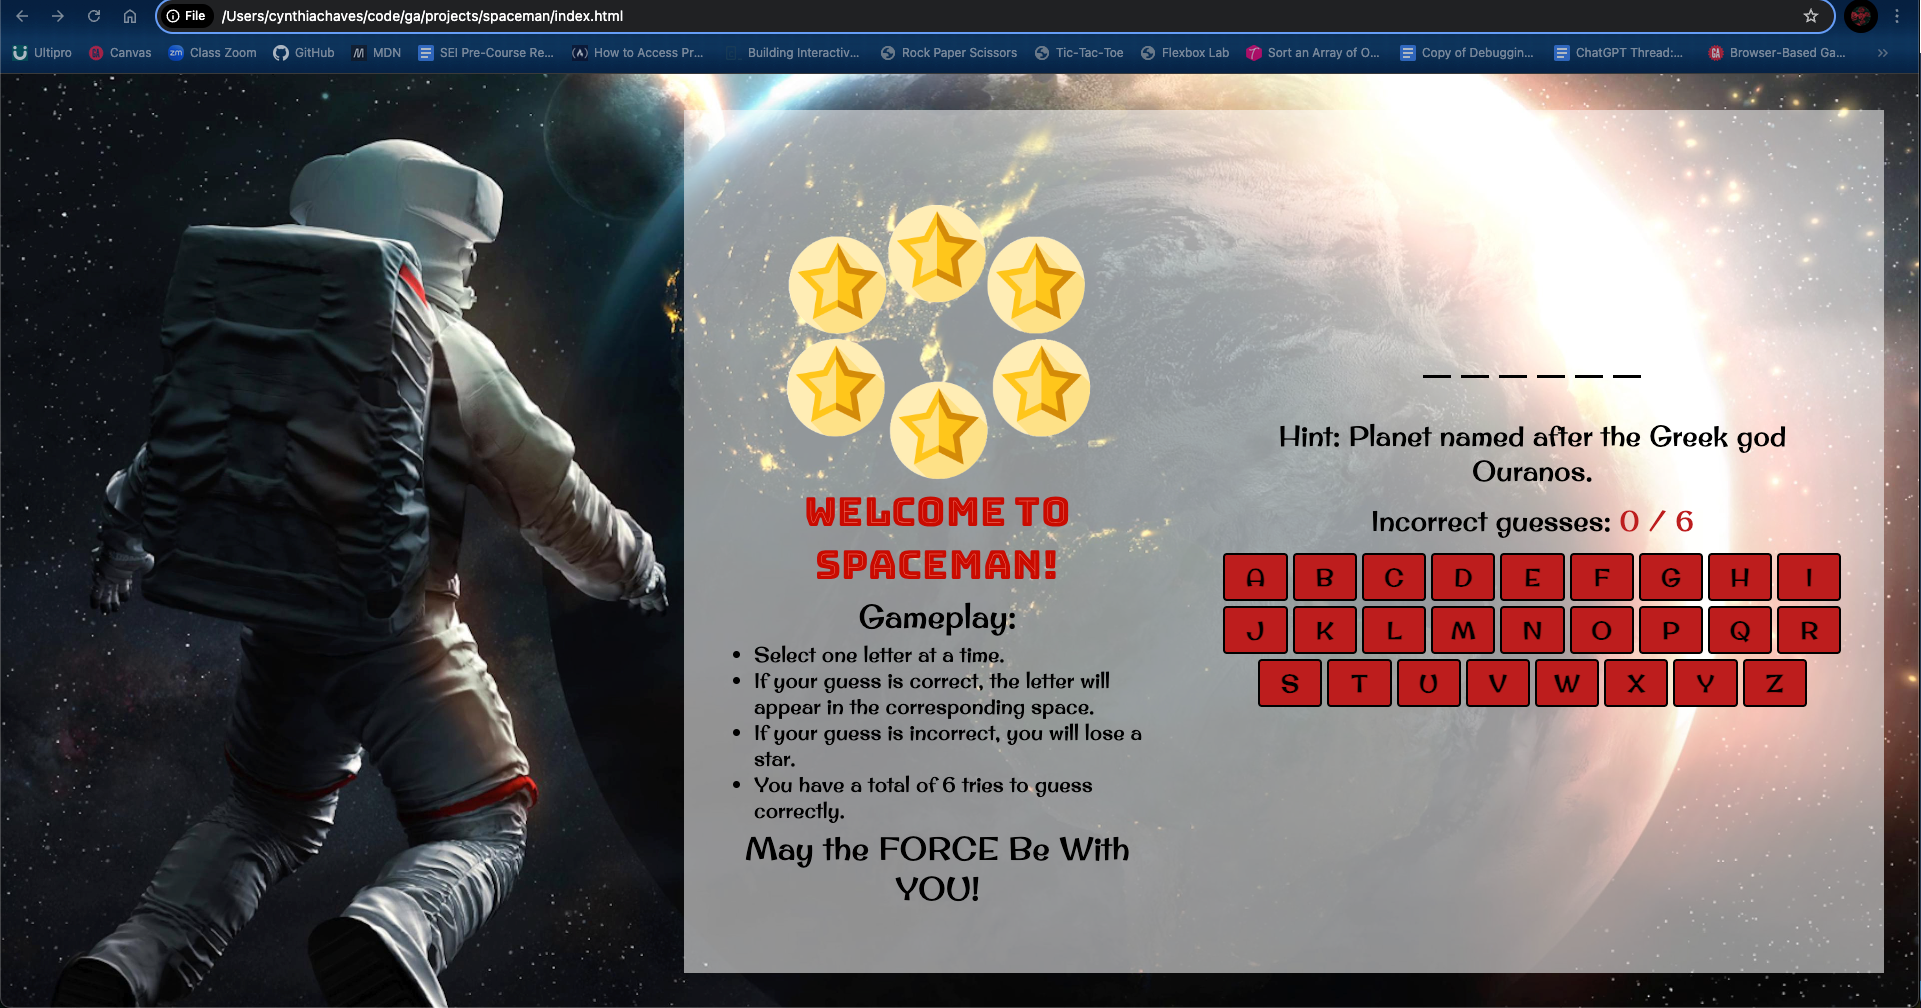 File /Users/cynthiachaves/code/ga/projects/spaceman/index.html
Ultipro Canvas Class Zoom GitHub MDN SEI Pre-Course Re... How to Access Pr... Building Interactiv... Rock Paper Scissors Tic-Tac-Toe Flexbox Lab Sort an Array of O... Copy of Debuggin... ChatGPT Thread:... Browser-Based Ga... »
WELCOME TO
SPACEMAN!
Gameplay:
• Select one letter at a time.
• If your guess is correct, the letter will
appear in the corresponding space.
• If your guess is incorrect, you will lose a
star.
• You have a total of 6 tries to guess
correctly.
May the FORCE Be With
YOU!
_ _ _ _ _ _
Hint: Planet named after the Greek god
Ouranos.
Incorrect guesses: 0 / 6
A B C D E F G H I
J K L M N O P Q R
S T U V W X Y Z